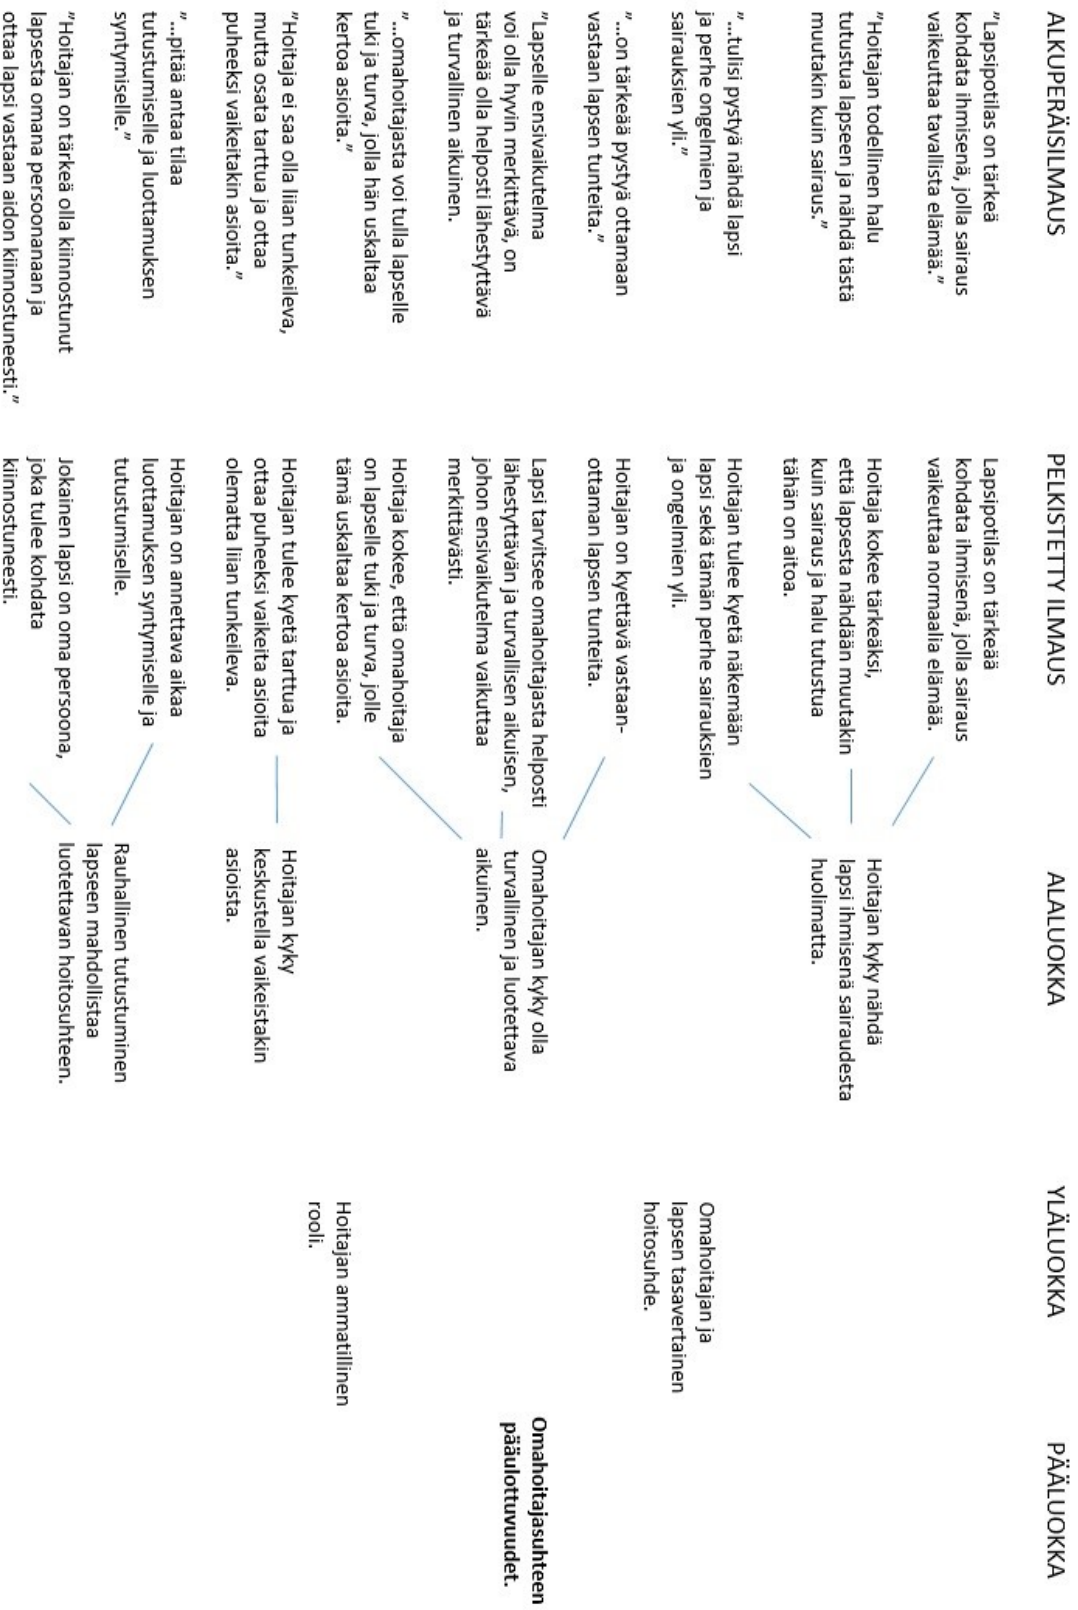 ALKUPERÄISILMAUS
PELKISTETTY ILMAUS
ALALUOKKA
YLÄLUOKKA
PÄÄLUOKKA
”Lapsipotilas on tärkeä
kohdata ihmisenä, jolla sairaus
vaikeuttaa tavallista elämää.”
”Hoitajan todellinen halu
tutustua lapseen ja nähdä tästä
muutakin kuin sairaus.”
”...tulisi pystyä nähdä lapsi
ja perhe ongelmien ja
sairauksien yli.”
”...on tärkeää pystyä ottamaan
vastaan lapsen tunteita.”
”Lapselle ensivaikutelma
voi olla hyvin merkittävä, on
tärkeää olla helposti lähestyttävä
ja turvallinen aikuinen.
”...omahoitajasta voi tulla lapselle
tuki ja turva, jolla hän uskaltaa
kertoa asioita.”
”Hoitaja ei saa olla liian tunkeileva,
mutta osata tarttua ja ottaa
puheeksi vaikeitakin asioita.”
”...pitää antaa tilaa
tutustumiselle ja luottamuksen
syntymiselle.”
”Hoitajan on tärkeä olla kiinnostunut
lapsesta omana persoonanaan ja
ottaa lapsi vastaan aidon kiinnostuneesti.”
Lapsipotilas on tärkeää
kohdata ihmisenä, jolla sairaus
vaikeuttaa normaalia elämää.
Hoitaja kokee tärkeäksi,
että lapsesta nähdään muutakin
kuin sairaus ja halu tutustua
tähän on aitoa.
Hoitajan tulee kyetä näkemään
lapsi sekä tämän perhe sairauksien
ja ongelmien yli.
Hoitajan on kyettävä vastaan-
ottaman lapsen tunteita.
Lapsi tarvitsee omahoitajasta helposti
lähestyttävän ja turvallisen aikuisen,
johon ensivaikutelma vaikuttaa
merkittävästi.
Hoitaja kokee, että omahoitaja
on lapselle tuki ja turva, jolle
tämä uskaltaa kertoa asioita.
Hoitajan tulee kyetä tarttua ja
ottaa puheeksi vaikeita asioita
olematta liian tunkeileva.
Hoitajan on annettava aikaa
luottamuksen syntymiselle ja
tutustumiselle.
Jokainen lapsi on oma persoona,
joka tulee kohdata
kiinnostuneesti.
Hoitajan kyky nähdä
lapsi ihmisenä sairaudesta
huolimatta.
Omahoitajan kyky olla
turvallinen ja luotettava
aikuinen.
Hoitajan kyky
keskustella vaikeistakin
asioista.
Rauhallinen tutustuminen
lapseen mahdollistaa
luotettavan hoitosuhteen.
Omahoitajan ja
lapsen tasavertainen
hoitosuhde.
Hoitajan ammatillinen
rooli.
Omahoitajasuhteen
pääulottuvuudet.